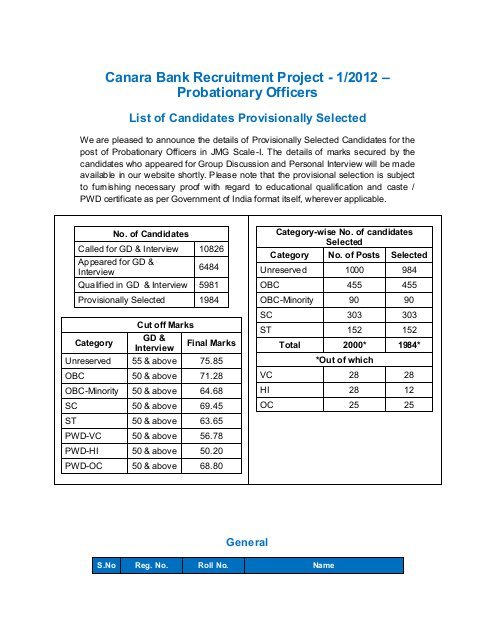 Canara Bank Recruitment Project - 1/2012 –
Probationary Officers
List of Candidates Provisionally Selected
We are pleased to announce the details of Provisionally Selected Candidates for the
post of Probationary Officers in JMG Scale-I. The details of marks secured by the
candidates who appeared for Group Discussion and Personal Interview will be made
available in our website shortly. Please note that the provisional selection is subject
to furnishing necessary proof with regard to educational qualification and caste /
PWD certificate as per Government of India format itself, wherever applicable.
No. of Candidates
Called for GD & Interview 10826
Appeared for GD &
Interview 6484
Qualified in GD & Interview 5981
Provisionally Selected 1984
Cut off Marks
Category GD &
Interview Final Marks
Unreserved 55 & above 75.85
OBC 50 & above 71.28
OBC-Minority 50 & above 64.68
SC 50 & above 69.45
ST 50 & above 63.65
PWD-VC 50 & above 56.78
PWD-HI 50 & above 50.20
PWD-OC 50 & above 68.80
Category-wise No. of candidates
Selected
Category No. of Posts Selected
Unreserved 1000 984
OBC 455 455
OBC-Minority 90 90
SC 303 303
ST 152 152
Total 2000* 1984*
*Out of which
VC 28 28
HI 28 12
OC 25 25
General
S.No Reg. No. Roll No. Name